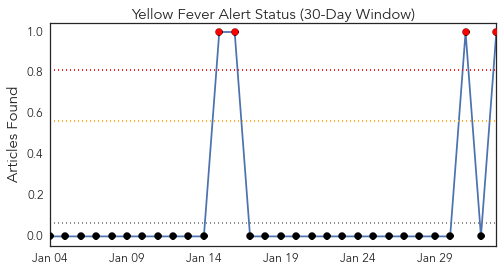 Yellow Fever Alert Status (30-Day Window)
Articles Found
1.0
0.8
0.6
0.4
0.2
0.0
Jan 04 Jan 09 Jan 14 Jan 19 Jan 24 Jan 29